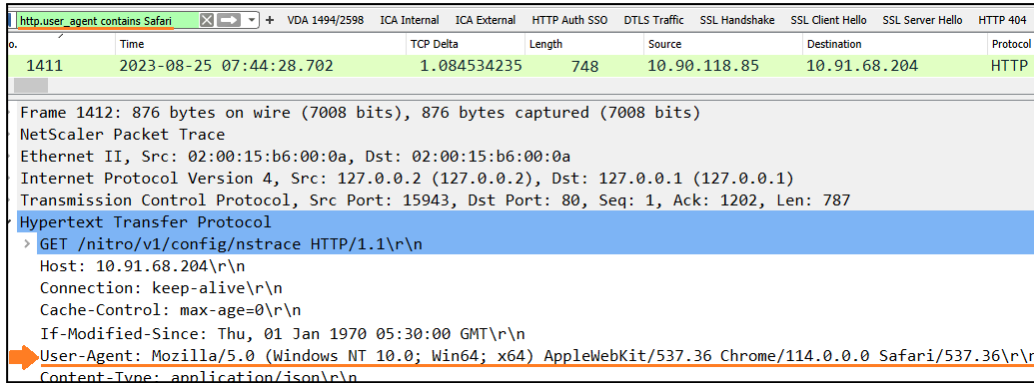 http.user_agent contains Safari + VDA 1494/2598 ICA Internal ICA External HTTP Auth SSO DTLS Traffic SSL Handshake SSL Client Hello SSL Server Hello HTTP 404
o. Time TCP Delta Length Source Destination Protocol
1411 2023-08-25 07:44:28.702 1.084534235 748 10.90.118.85 10.91.68.204 HTTP
Frame 1412: 876 bytes on wire (7008 bits), 876 bytes captured (7008 bits)
NetScaler Packet Trace
Ethernet II, Src: 02:00:15:b6:00:0a, Dst: 02:00:15:b6:00:0a
Internet Protocol Version 4, Src: 127.0.0.2 (127.0.0.2), Dst: 127.0.0.1 (127.0.0.1)
Transmission Control Protocol, Src Port: 15943, Dst Port: 80, Seq: 1, Ack: 1202, Len: 787
Hypertext Transfer Protocol
> GET /nitro/v1/config/nstrace HTTP/1.1\r\n
Host: 10.91.68.204\r\n
Connection: keep-alive\r\n
Cache-Control: max-age=0\r\n
If-Modified-Since: Thu, 01 Jan 1970 05:30:00 GMT\r\n
User-Agent: Mozilla/5.0 (Windows NT 10.0; Win64; x64) AppleWebKit/537.36 Chrome/114.0.0.0 Safari/537.36\r\n
Content-Type: application/json\r\n